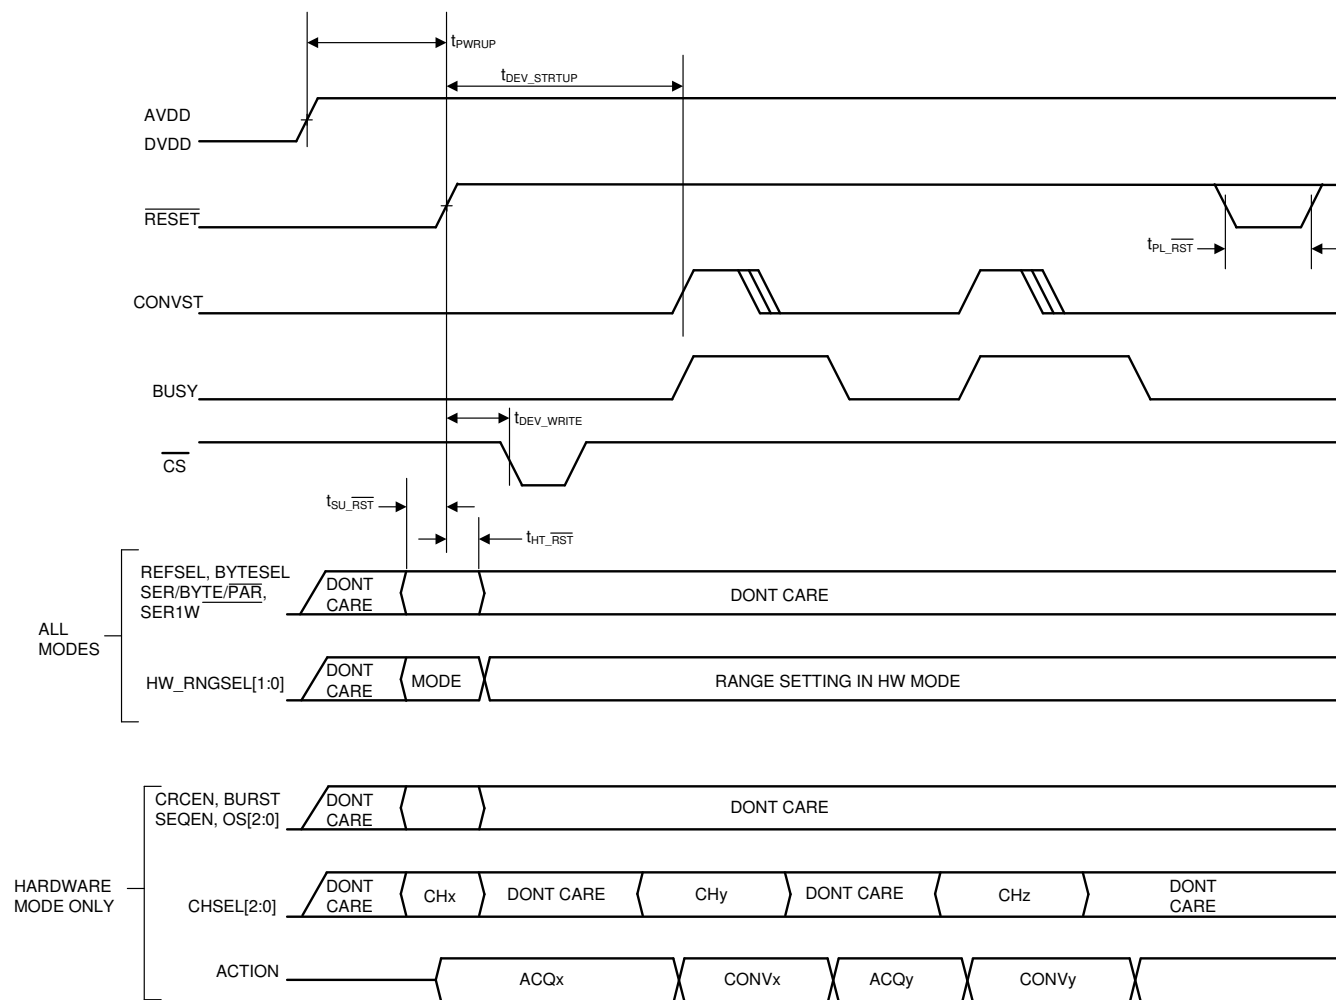 tPWRUP
tDEV_STRTUP
AVDD
DVDD
RESET
tPL_RST
CONVST
BUSY
tDEV_WRITE
CS
tSU_RST
tHT_RST
REFSEL, BYTESEL
SER/BYTE/PAR,
SER1W
DONT
CARE
DONT CARE
ALL
MODES
HW_RNGSEL[1:0]
DONT
CARE
MODE
RANGE SETTING IN HW MODE
CRCEN, BURST
SEQEN, OS[2:0]
DONT
CARE
DONT CARE
HARDWARE
MODE ONLY
CHSEL[2:0]
DONT
CARE
CHx
DONT CARE
CHy
DONT CARE
CHz
DONT
CARE
ACTION
ACQx
CONVx
ACQy
CONVy